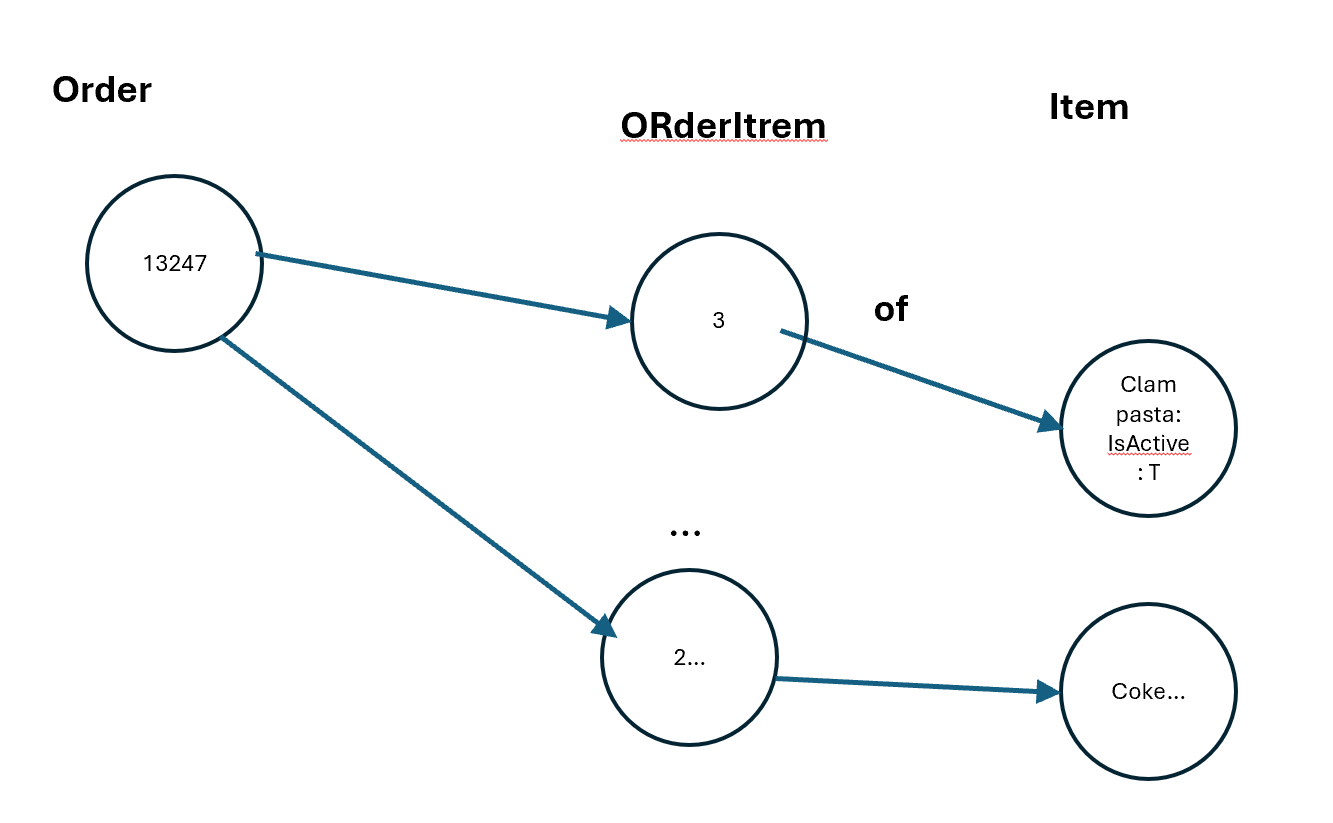 Order
Item
ORderItrem
13247
of
3
Clam
pasta:
IsActive
: T
...
2...
Coke...